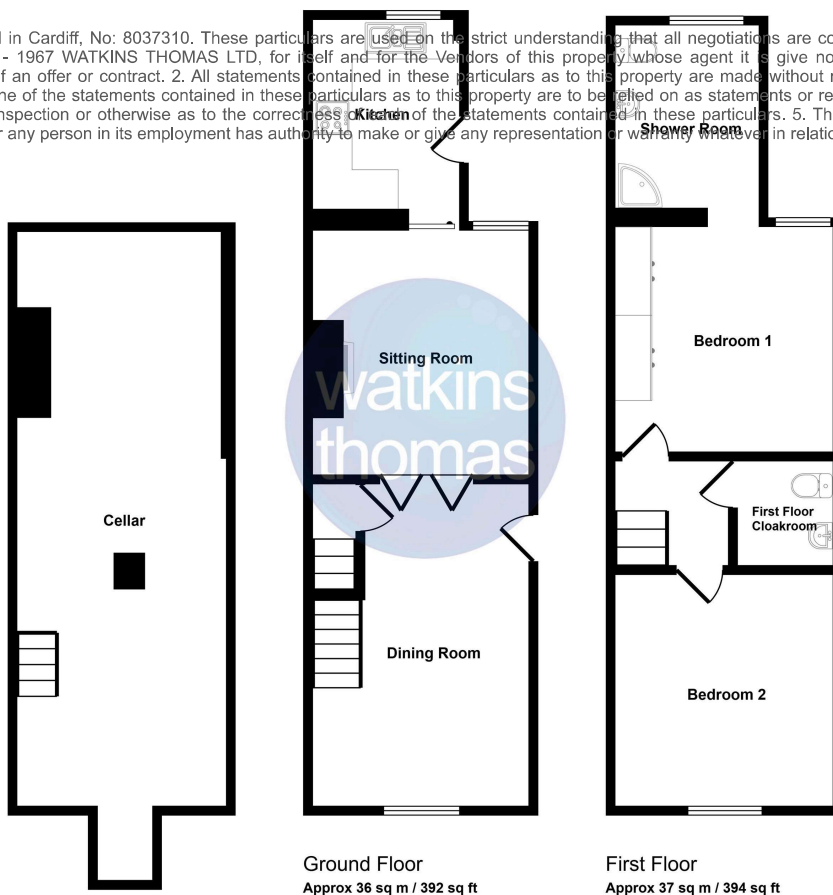 in Cardiff, No: 8037310. These particulars are used on the strict understanding that all negotiations are
- 1967 WATKINS THOMAS LTD, for itself and for the Vendors of this property whose agent it is give
an offer or contract. 2. All statements contained in these particulars as to this property are made without
of the statements contained in these particulars as to this property are to be relied on as statements or
inspection or otherwise as to the correctness of each of the statements contained in these particulars. 5.
any person in its employment has authority to make or give any representation or warranty whatever in
Kitchen
Shower Room
Sitting Room
Bedroom 1
watkins
thomas
Cellar
First Floor
Cloakroom
Dining Room
Bedroom 2
Ground Floor
Approx 36 sq m / 392 sq ft
First Floor
Approx 37 sq m / 394 sq ft